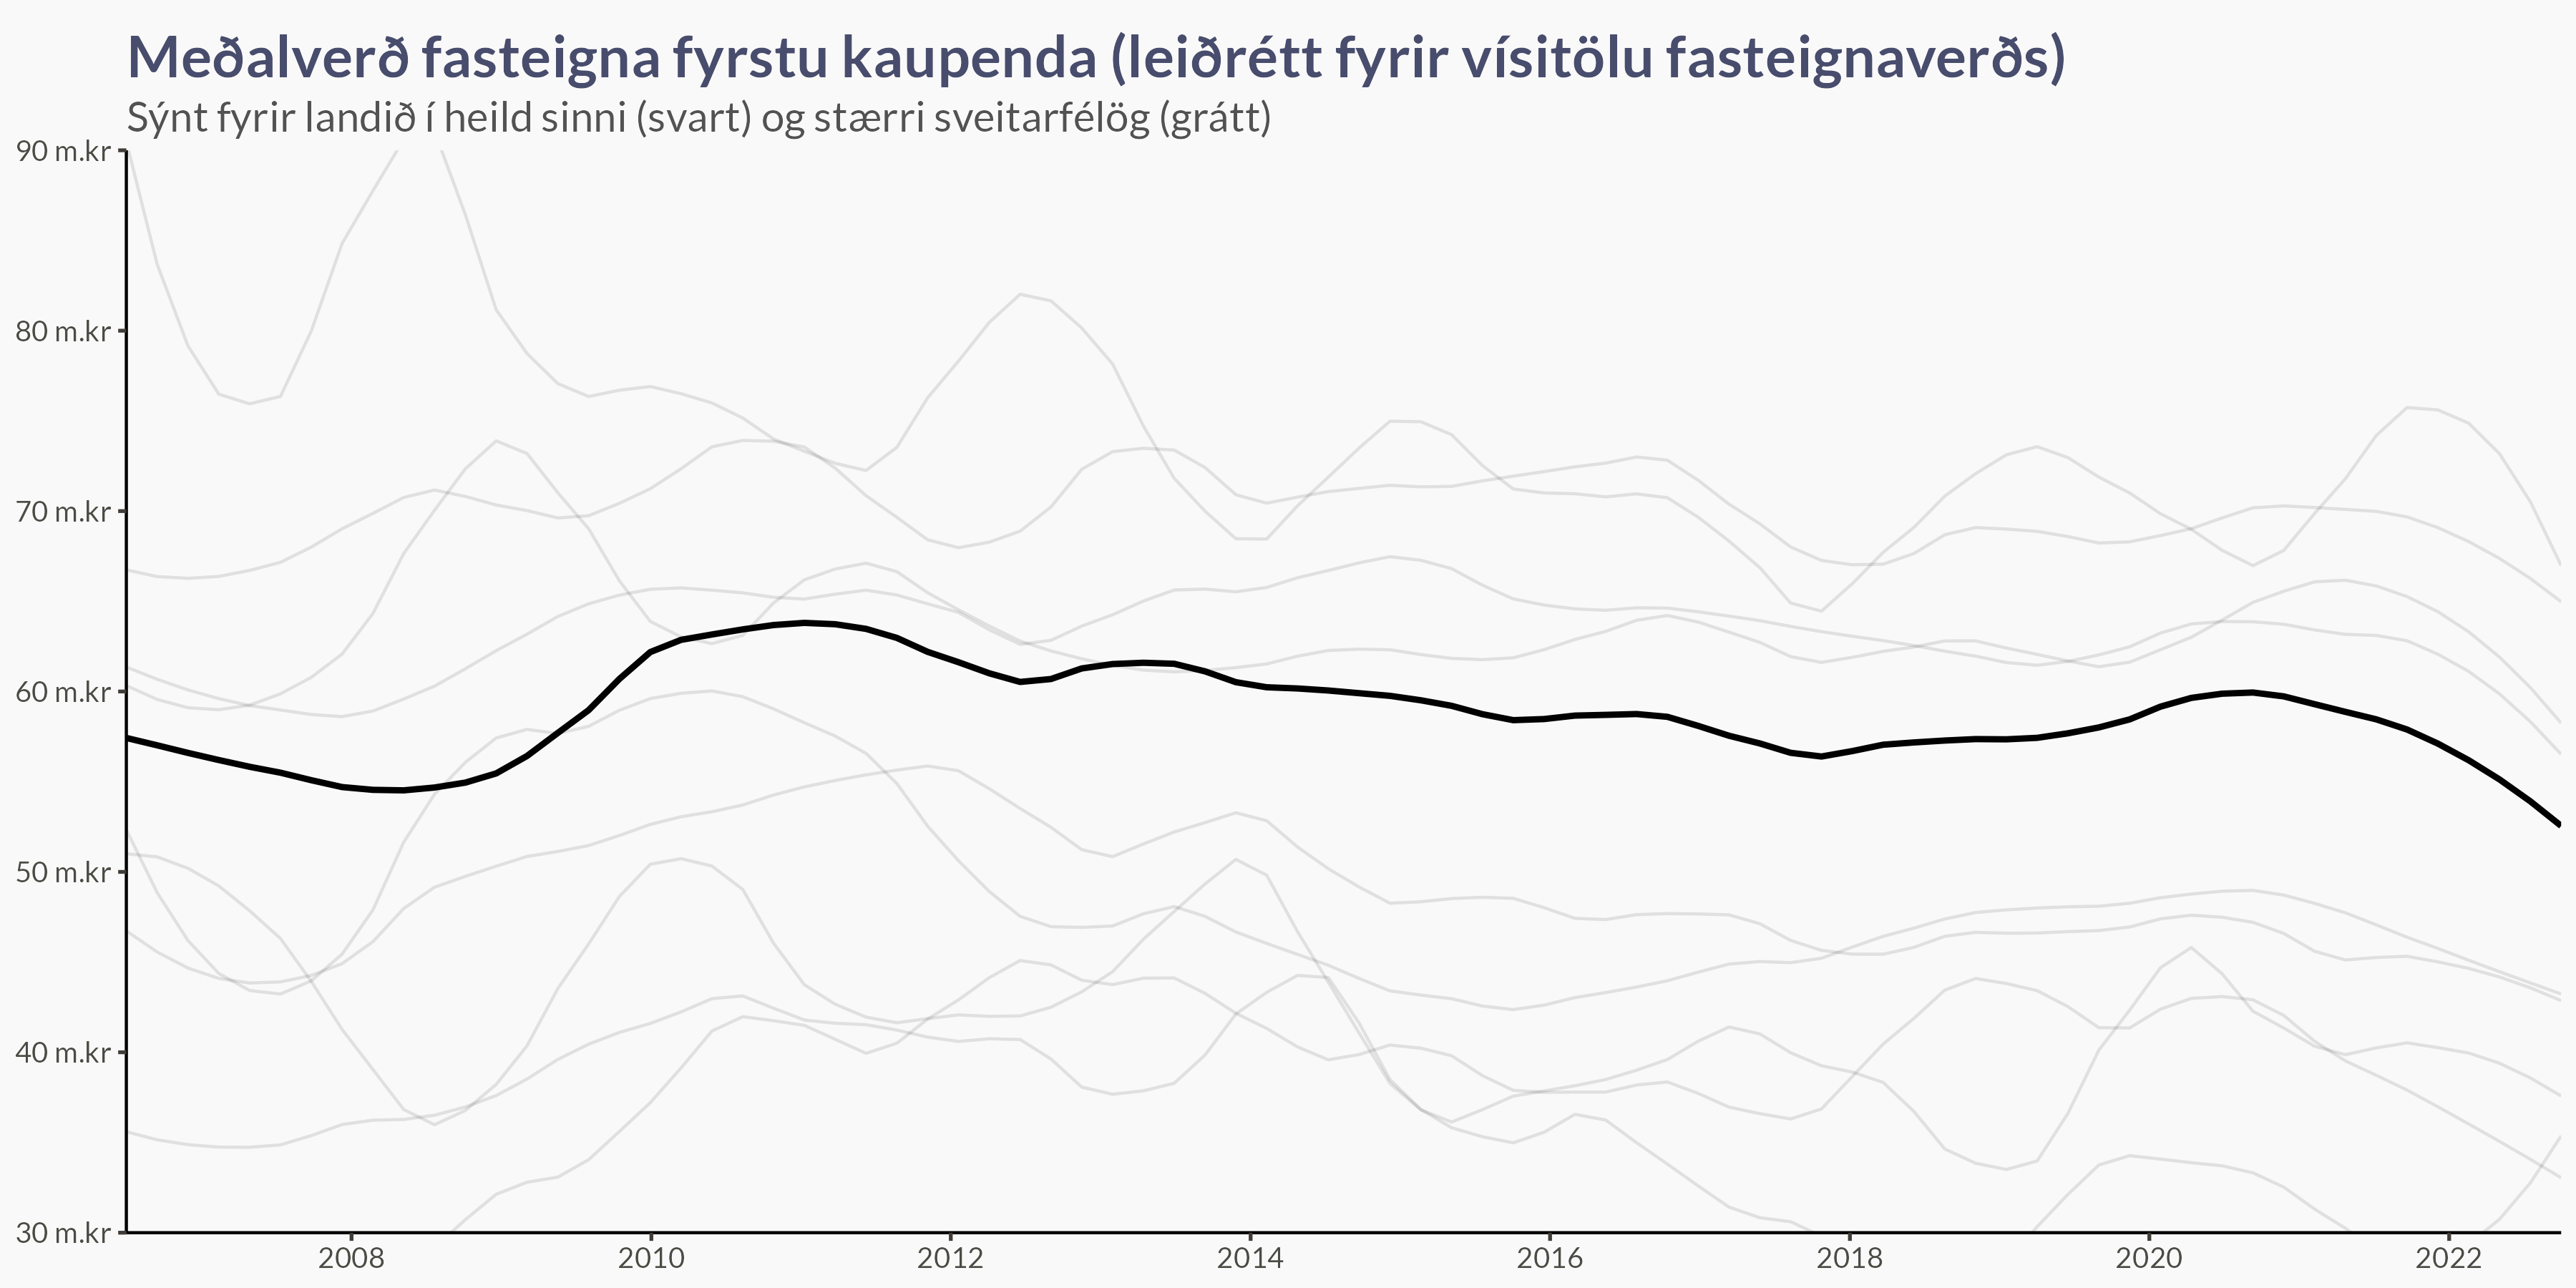 Meðalverð fasteigna fyrstu kaupenda (leiðrétt fyrir vísitölu fasteignaverðs)
Sýnt fyrir landið í heild sinni (svart) og stærri sveitarfélög (grátt)
90 m.kr
80 m.kr
70 m.kr
60 m.kr
50 m.kr
40 m.kr
30 m.kr
2008 2010 2012 2014 2016 2018 2020 2022